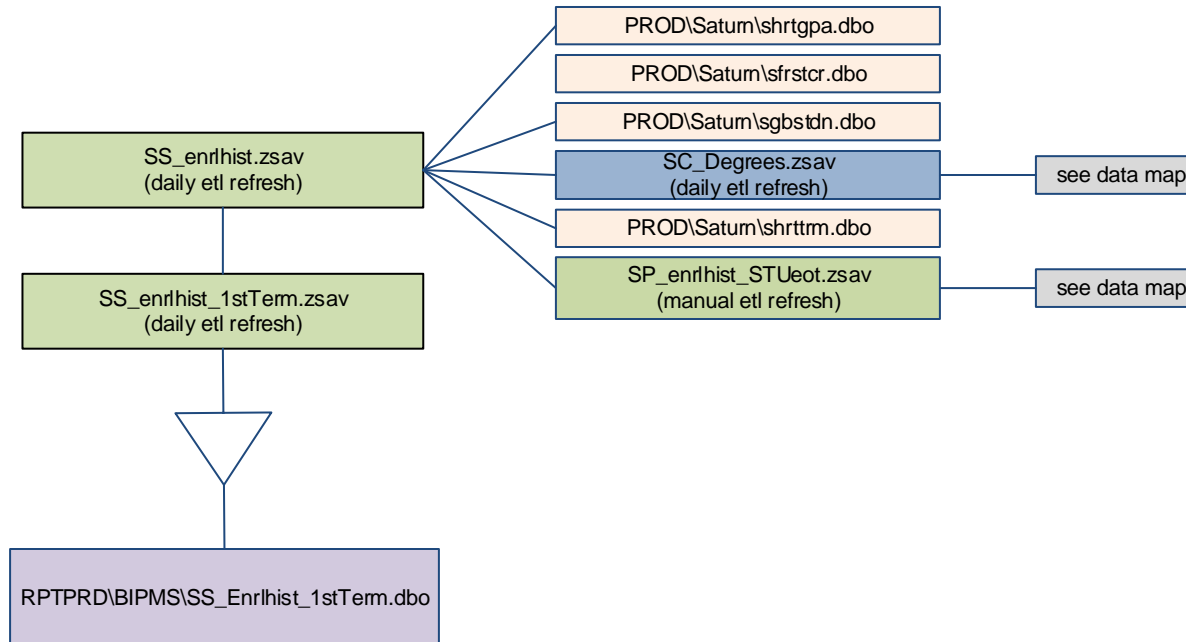 PROD\Saturn\shrtgpa.dbo
PROD\Saturn\sfrstcr.dbo
PROD\Saturn\sgbstdn.dbo
SS_enrlhist.zsav
(daily etl refresh)
SC_Degrees.zsav
(daily etl refresh)
see data map
PROD\Saturn\shrttrm.dbo
SP_enrlhist_STUeot.zsav
(manual etl refresh)
see data map
SS_enrlhist_1stTerm.zsav
(daily etl refresh)
RPTPRD\BIPMS\SS_Enrlhist_1stTerm.dbo